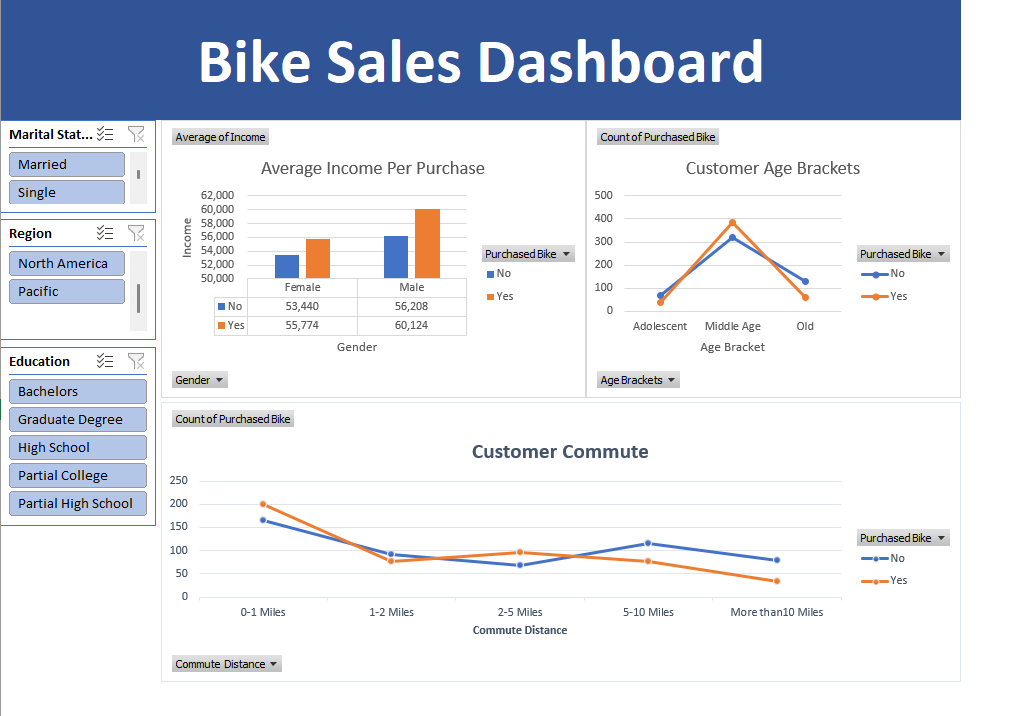 Bike Sales Dashboard
Marital Stat...
Married
Single
Region
North America
Pacific
Education
Bachelors
Graduate Degree
High School
Partial College
Partial High School
Average of Income
Average Income Per Purchase
62,000
60,000
58,000
56,000
54,000
52,000
50,000
Income
Female Male
No 53,440 56,208
Yes 55,774 60,124
Gender
Purchased Bike
No
Yes
Gender
Count of Purchased Bike
Customer Age Brackets
500
400
300
200
100
0
Adolescent Middle Age Old
Age Bracket
Purchased Bike
No
Yes
Age Brackets
Count of Purchased Bike
Customer Commute
250
200
150
100
50
0
0-1 Miles 1-2 Miles 2-5 Miles 5-10 Miles More than10 Miles
Commute Distance
Purchased Bike
No
Yes
Commute Distance